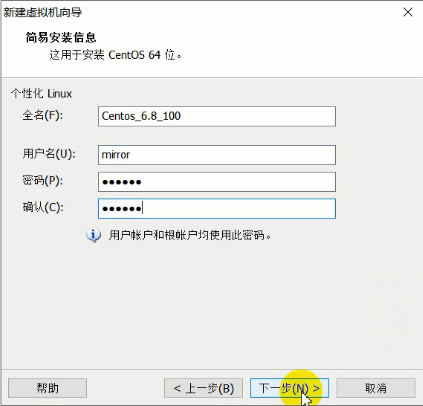 新建虚拟机向导
简易安装信息
这用于安装 CentOS 64 位。
个性化 Linux
全名(F): Centos_6.8_100
用户名(U): mirror
密码(P): ●●●●●●
确认(C): ●●●●●●
用户帐户和根帐户均使用此密码。
帮助 < 上一步(B) 下一步(N) > 取消